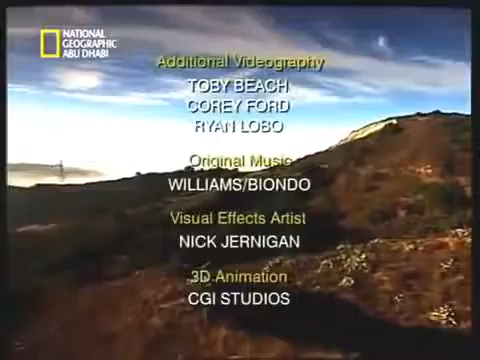 NATIONAL
GEOGRAPHIC
ABU DHABI
Additional Videography
TOBY BEACH
COREY FORD
RYAN LOBO
Original Music
WILLIAMS/BIONDO
Visual Effects Artist
NICK JERNIGAN
3D Animation
CGI STUDIOS